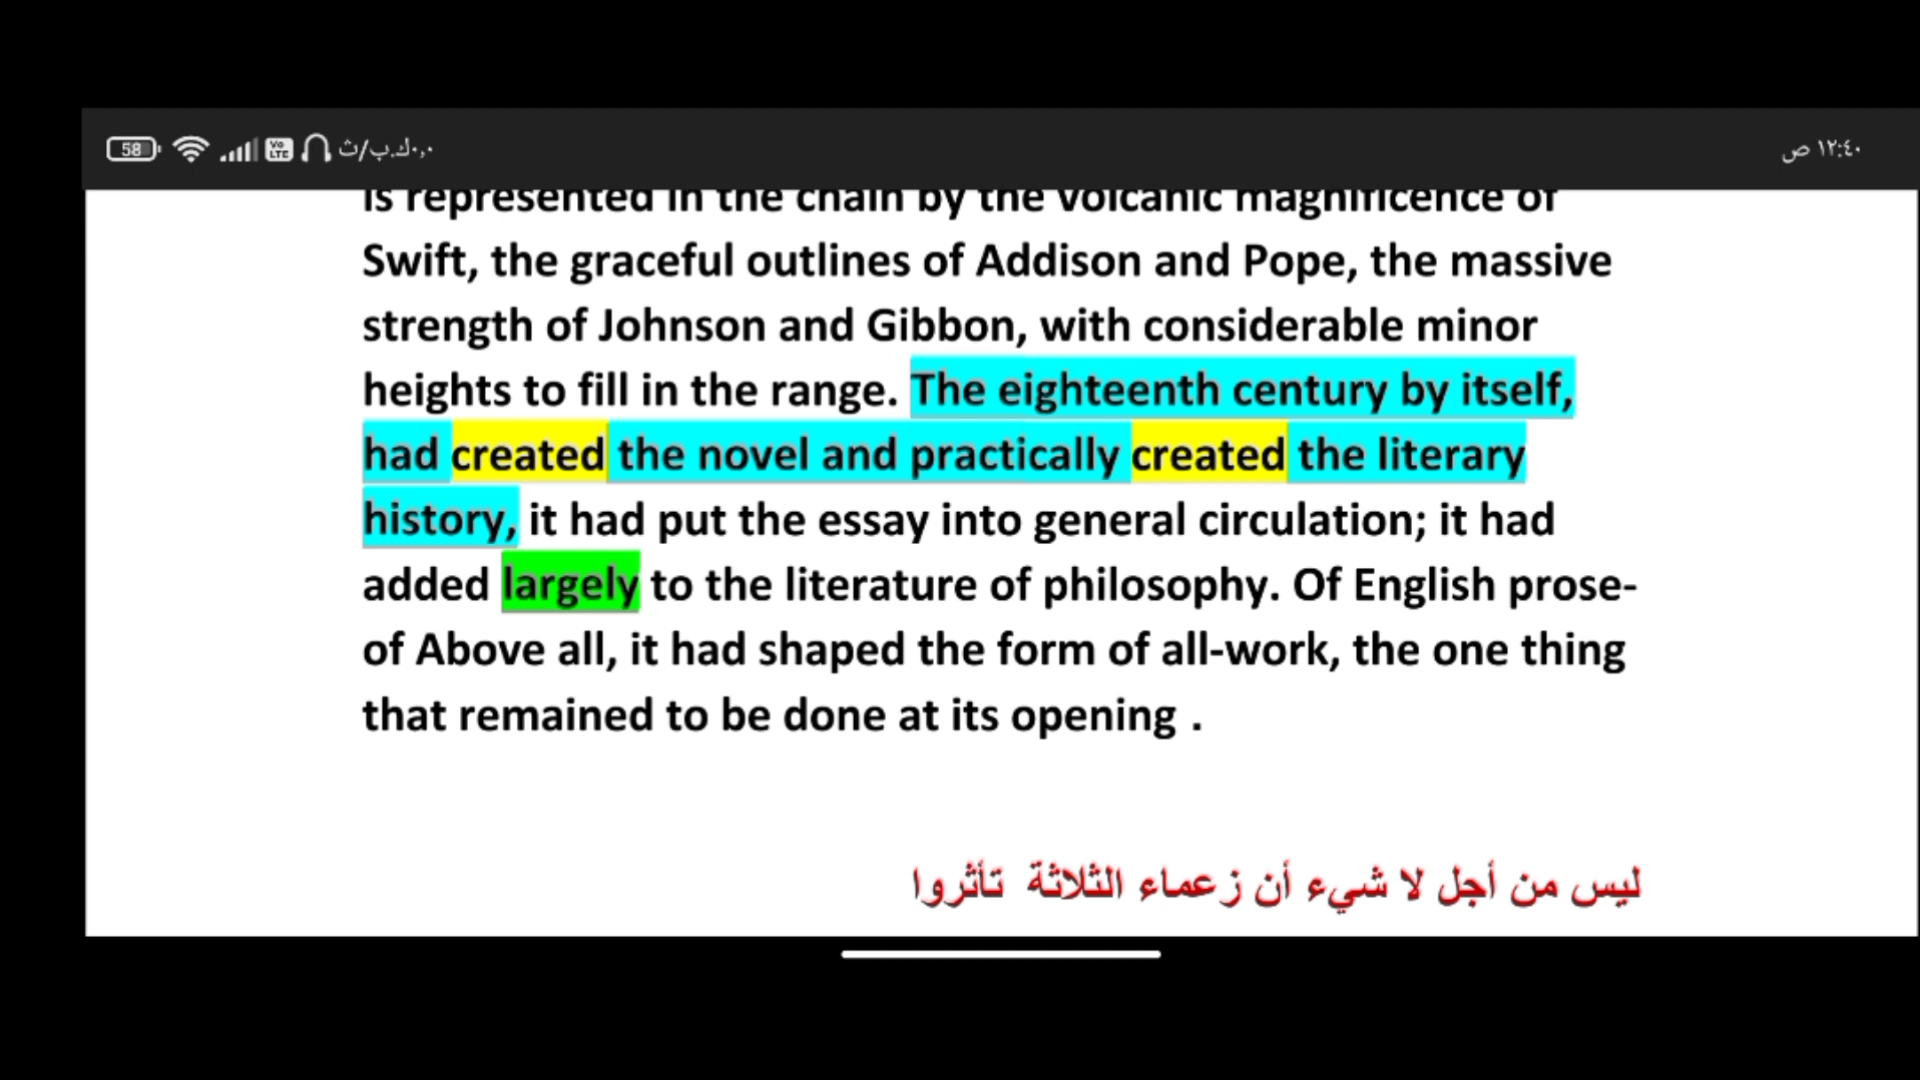 58 Vo LTE ٠,٠ك.ب/ث ١٢:٤٠ ص
is represented in the chain by the volcanic magnificence of
Swift, the graceful outlines of Addison and Pope, the massive
strength of Johnson and Gibbon, with considerable minor
heights to fill in the range. The eighteenth century by itself,
had created the novel and practically created the literary
history, it had put the essay into general circulation; it had
added largely to the literature of philosophy. Of English prose-
of Above all, it had shaped the form of all-work, the one thing
that remained to be done at its opening .
ليس من أجل لا شيء أن زعماء الثلاثة تأثروا